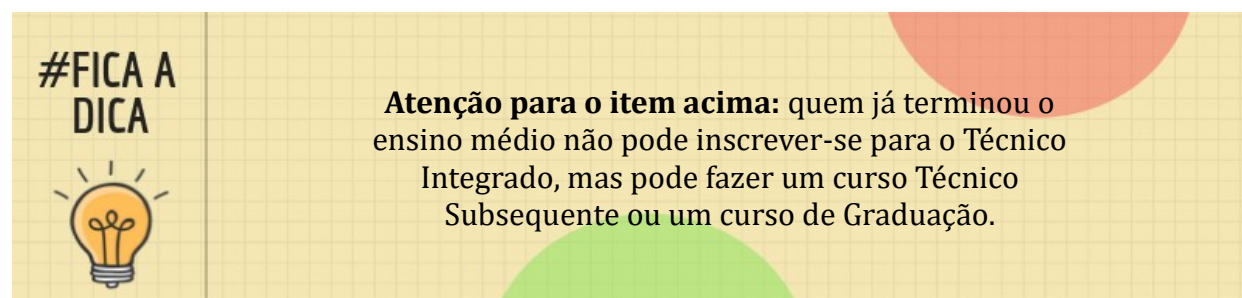 #FICA A
DICA
Atenção para o item acima: quem já terminou o
ensino médio não pode inscrever-se para o Técnico
Integrado, mas pode fazer um curso Técnico
Subsequente ou um curso de Graduação.